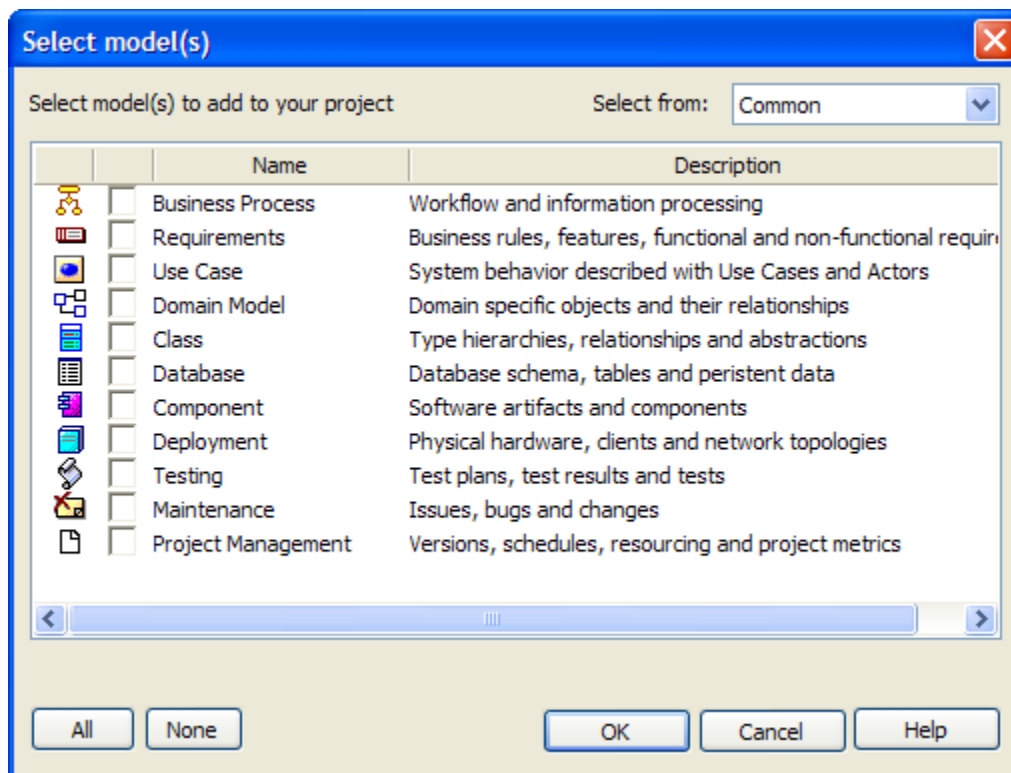 Select model(s)
Select model(s) to add to your project Select from: Common
Name Description
Business Process Workflow and information processing
Requirements Business rules, features, functional and non-functional
Use Case System behavior described with Use Cases and Actors
Domain Model Domain specific objects and their relationships
Class Type hierarchies, relationships and abstractions
Database Database schema, tables and peristent data
Component Software artifacts and components
Deployment Physical hardware, clients and network topologies
Testing Test plans, test results and tests
Maintenance Issues, bugs and changes
Project Management Versions, schedules, resourcing and project metrics
All None OK Cancel Help